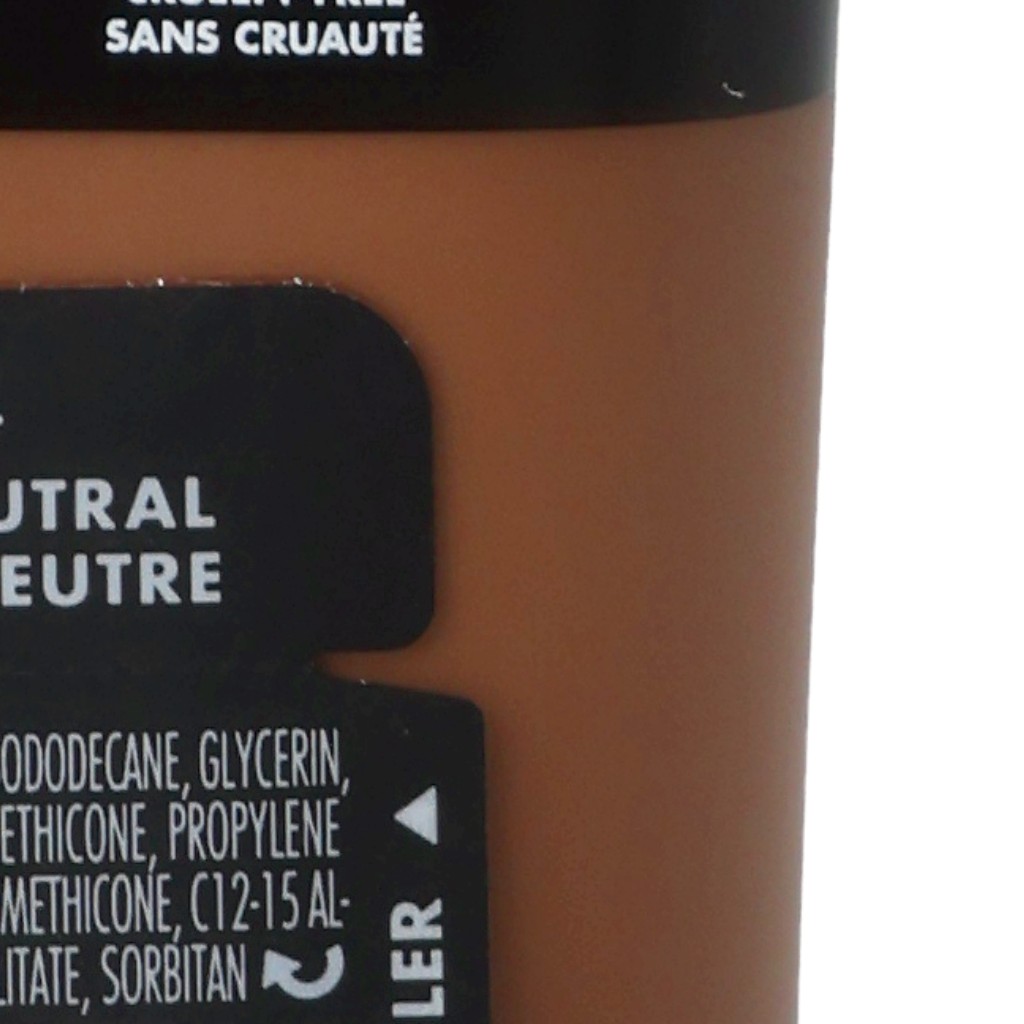 SANS CRUAUTÉ
UTRAL
EUTRE
ODODECANE, GLYCERIN,
ETHICONE, PROPYLENE
METHICONE, C12-15 AL-
LITATE, SORBITAN
LER